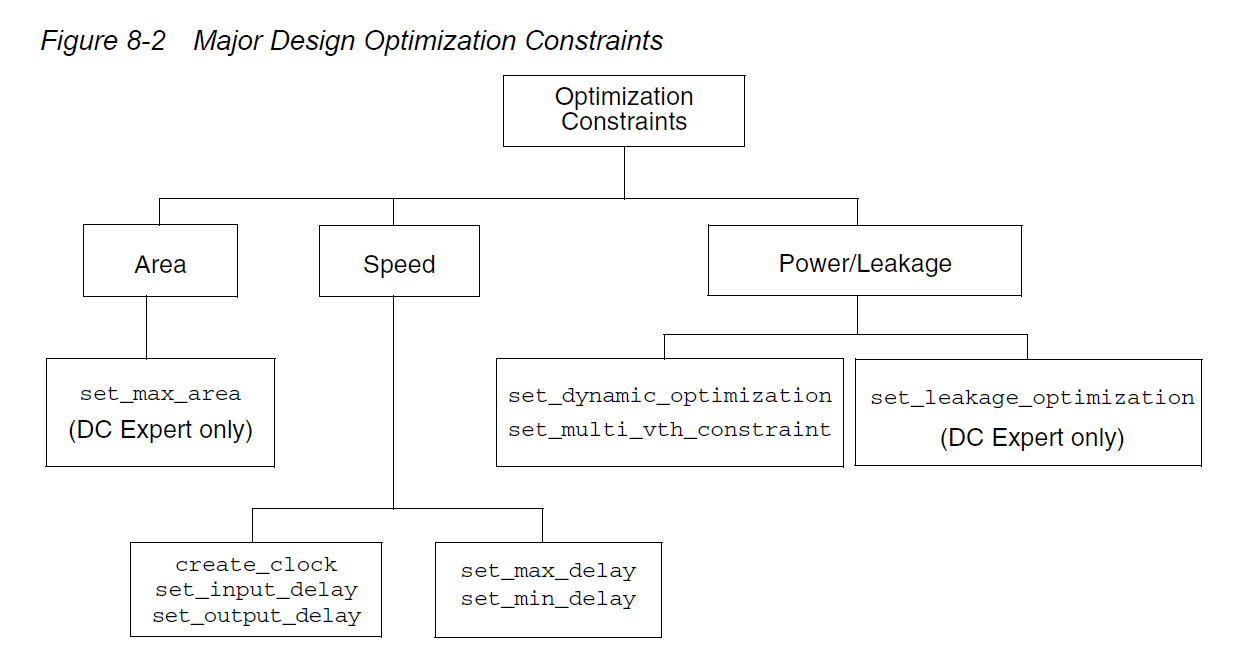 Figure 8-2 Major Design Optimization Constraints
Optimization
Constraints
Area
Speed
Power/Leakage
set_max_area
(DC Expert only)
set_dynamic_optimization
set_multi_vth_constraint
set_leakage_optimization
(DC Expert only)
create_clock
set_input_delay
set_output_delay
set_max_delay
set_min_delay